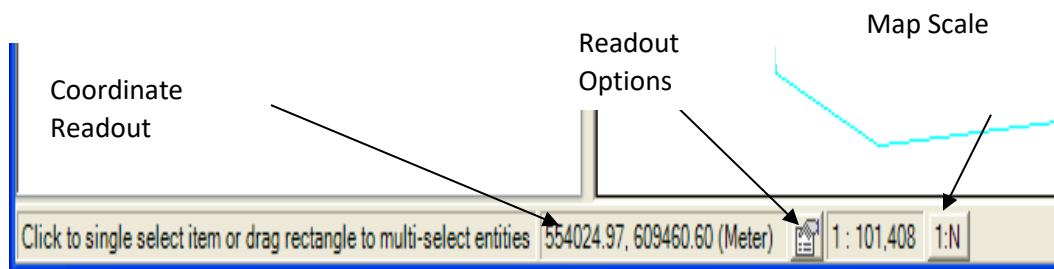 Map Scale
Readout
Options
Coordinate
Readout
Click to single select item or drag rectangle to multi-select entities 554024.97, 609460.60 (Meter) 1 : 101,408 1:N